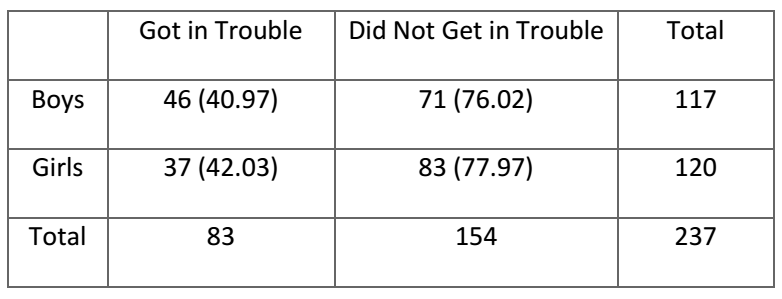 Got in Trouble Did Not Get in Trouble Total
Boys 46 (40.97) 71 (76.02) 117
Girls 37 (42.03) 83 (77.97) 120
Total 83 154 237